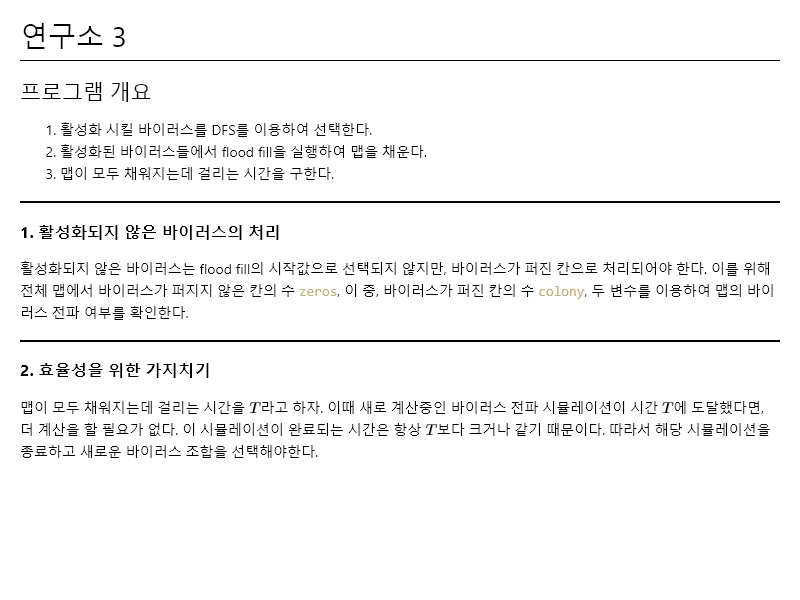 연구소 3
프로그램 개요
1. 활성화 시킬 바이러스를 DFS를 이용하여 선택한다.
2. 활성화된 바이러스들에서 flood fill을 실행하여 맵을 채운다.
3. 맵이 모두 채워지는데 걸리는 시간을 구한다.
1. 활성화되지 않은 바이러스의 처리
활성화되지 않은 바이러스는 flood fill의 시작값으로 선택되지 않지만, 바이러스가 퍼진 칸으로 처리되어야 한다. 이를 위해
전체 맵에서 바이러스가 퍼지지 않은 칸의 수 zeros, 이 중, 바이러스가 퍼진 칸의 수 colony, 두 변수를 이용하여 맵의 바이
러스 전파 여부를 확인한다.
2. 효율성을 위한 가지치기
맵이 모두 채워지는데 걸리는 시간을 T라고 하자. 이때 새로 계산중인 바이러스 전파 시뮬레이션이 시간 T에 도달했다면,
더 계산을 할 필요가 없다. 이 시뮬레이션이 완료되는 시간은 항상 T보다 크거나 같기 때문이다. 따라서 해당 시뮬레이션을
종료하고 새로운 바이러스 조합을 선택해야한다.